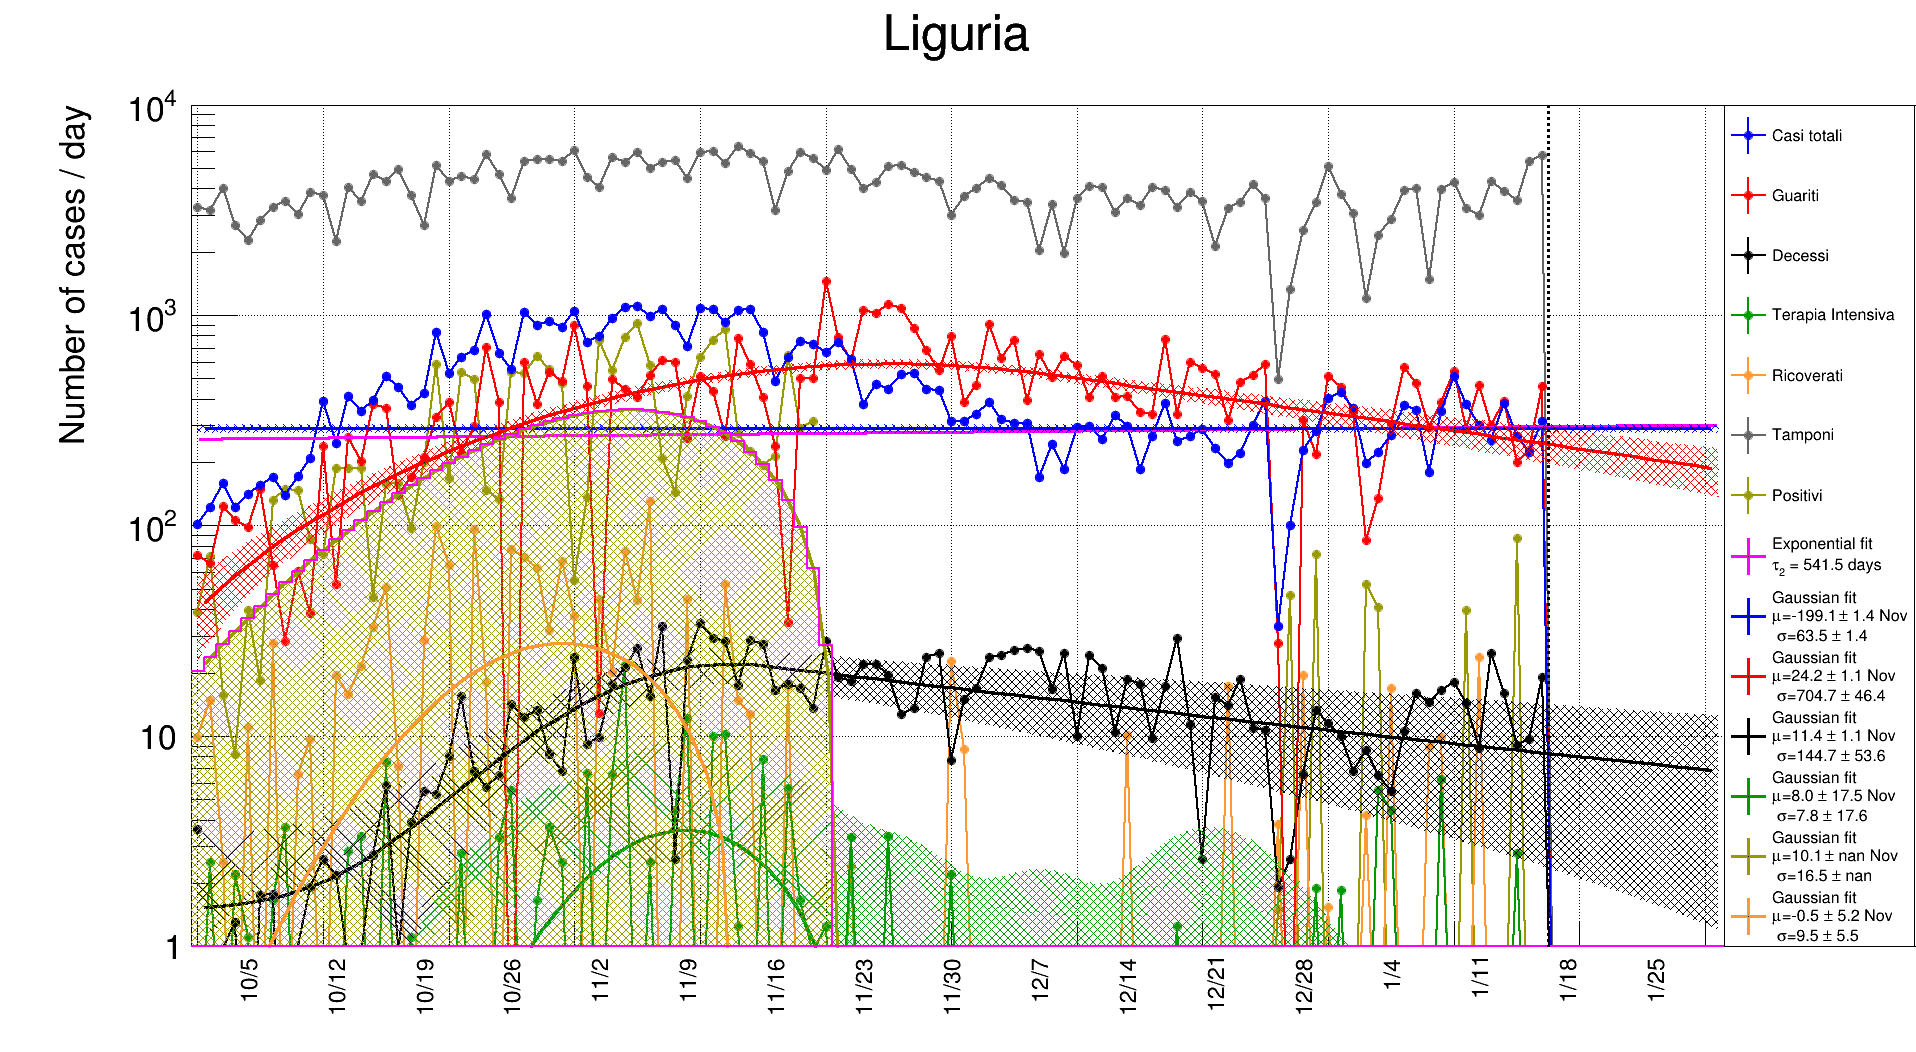 Liguria
Number of cases / day
10^4
10^3
10^2
10
1
10/5
10/12
10/19
10/26
11/2
11/9
11/16
11/23
11/30
12/7
12/14
12/21
12/28
1/4
1/11
1/18
1/25
Casi totali
Guariti
Decessi
Terapia Intensiva
Ricoverati
Tamponi
Positivi
Exponential fit
τ2 = 541.5 days
Gaussian fit
μ=-199.1 ± 1.4 Nov
σ=63.5 ± 1.4
Gaussian fit
μ=24.2 ± 1.1 Nov
σ=704.7 ± 46.4
Gaussian fit
μ=11.4 ± 1.1 Nov
σ=144.7 ± 53.6
Gaussian fit
μ=8.0 ± 17.5 Nov
σ=7.8 ± 17.6
Gaussian fit
μ=10.1 ± nan Nov
σ=16.5 ± nan
Gaussian fit
μ=-0.5 ± 5.2 Nov
σ=9.5 ± 5.5